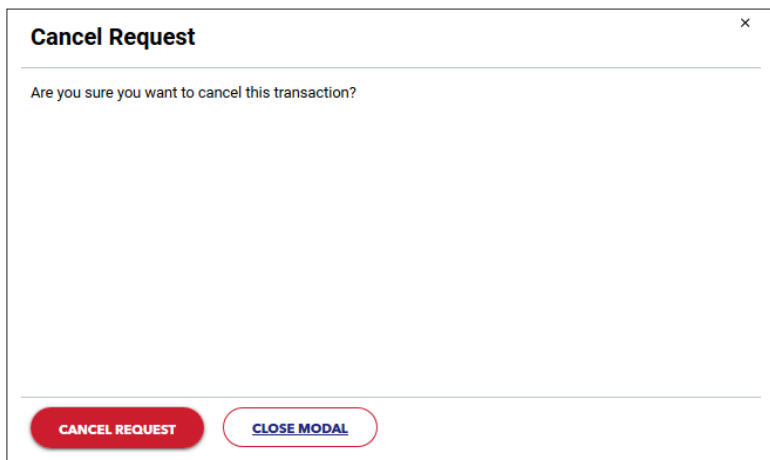 Cancel Request
×
Are you sure you want to cancel this transaction?
CANCEL REQUEST
CLOSE MODAL